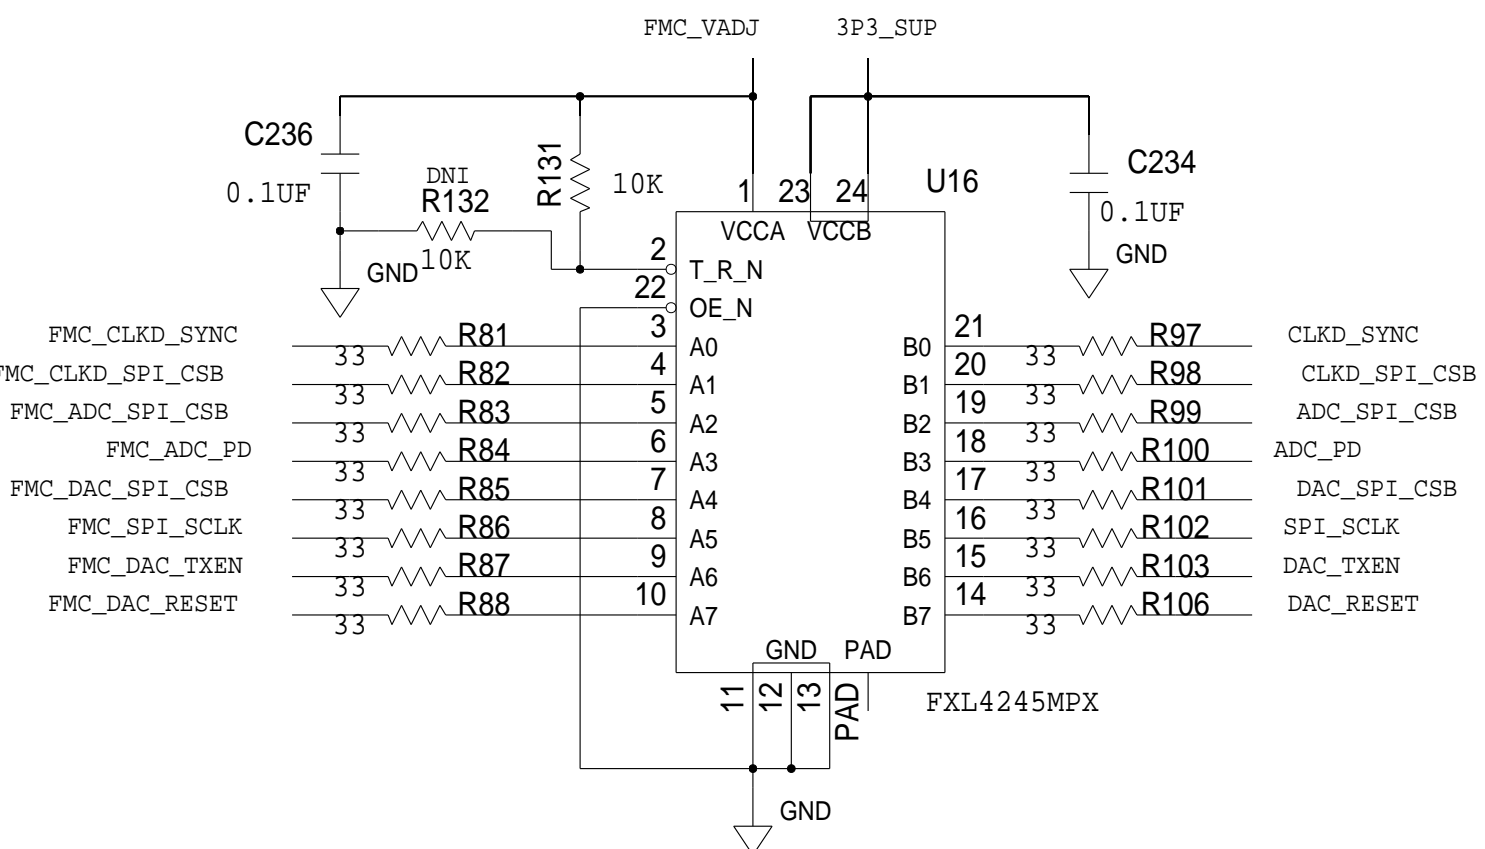 FMC_VADJ 3P3_SUP
C236
0.1UF
DNI
R132
10K
GND
R131
10K
1 23 24
U16
C234
0.1UF
GND
VCCA VCCB
2 T_R_N
22 OE_N
FMC_CLKD_SYNC 33 R81 3 A0 B0 21 33 R97 CLKD_SYNC
FMC_CLKD_SPI_CSB 33 R82 4 A1 B1 20 33 R98 CLKD_SPI_CSB
FMC_ADC_SPI_CSB 33 R83 5 A2 B2 19 33 R99 ADC_SPI_CSB
FMC_ADC_PD 33 R84 6 A3 B3 18 33 R100 ADC_PD
FMC_DAC_SPI_CSB 33 R85 7 A4 B4 17 33 R101 DAC_SPI_CSB
FMC_SPI_SCLK 33 R86 8 A5 B5 16 33 R102 SPI_SCLK
FMC_DAC_TXEN 33 R87 9 A6 B6 15 33 R103 DAC_TXEN
FMC_DAC_RESET 33 R88 10 A7 B7 14 33 R106 DAC_RESET
GND PAD
11 12 13 PAD
FXL4245MPX
GND